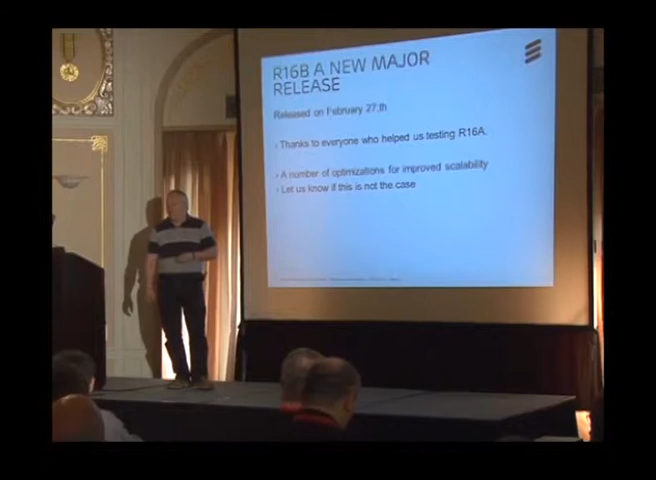 R16B A NEW MAJOR
RELEASE
Released on February 27:th
› Thanks to everyone who helped us testing R16A.
› A number of optimizations for improved scalability
› Let us know if this is not the case